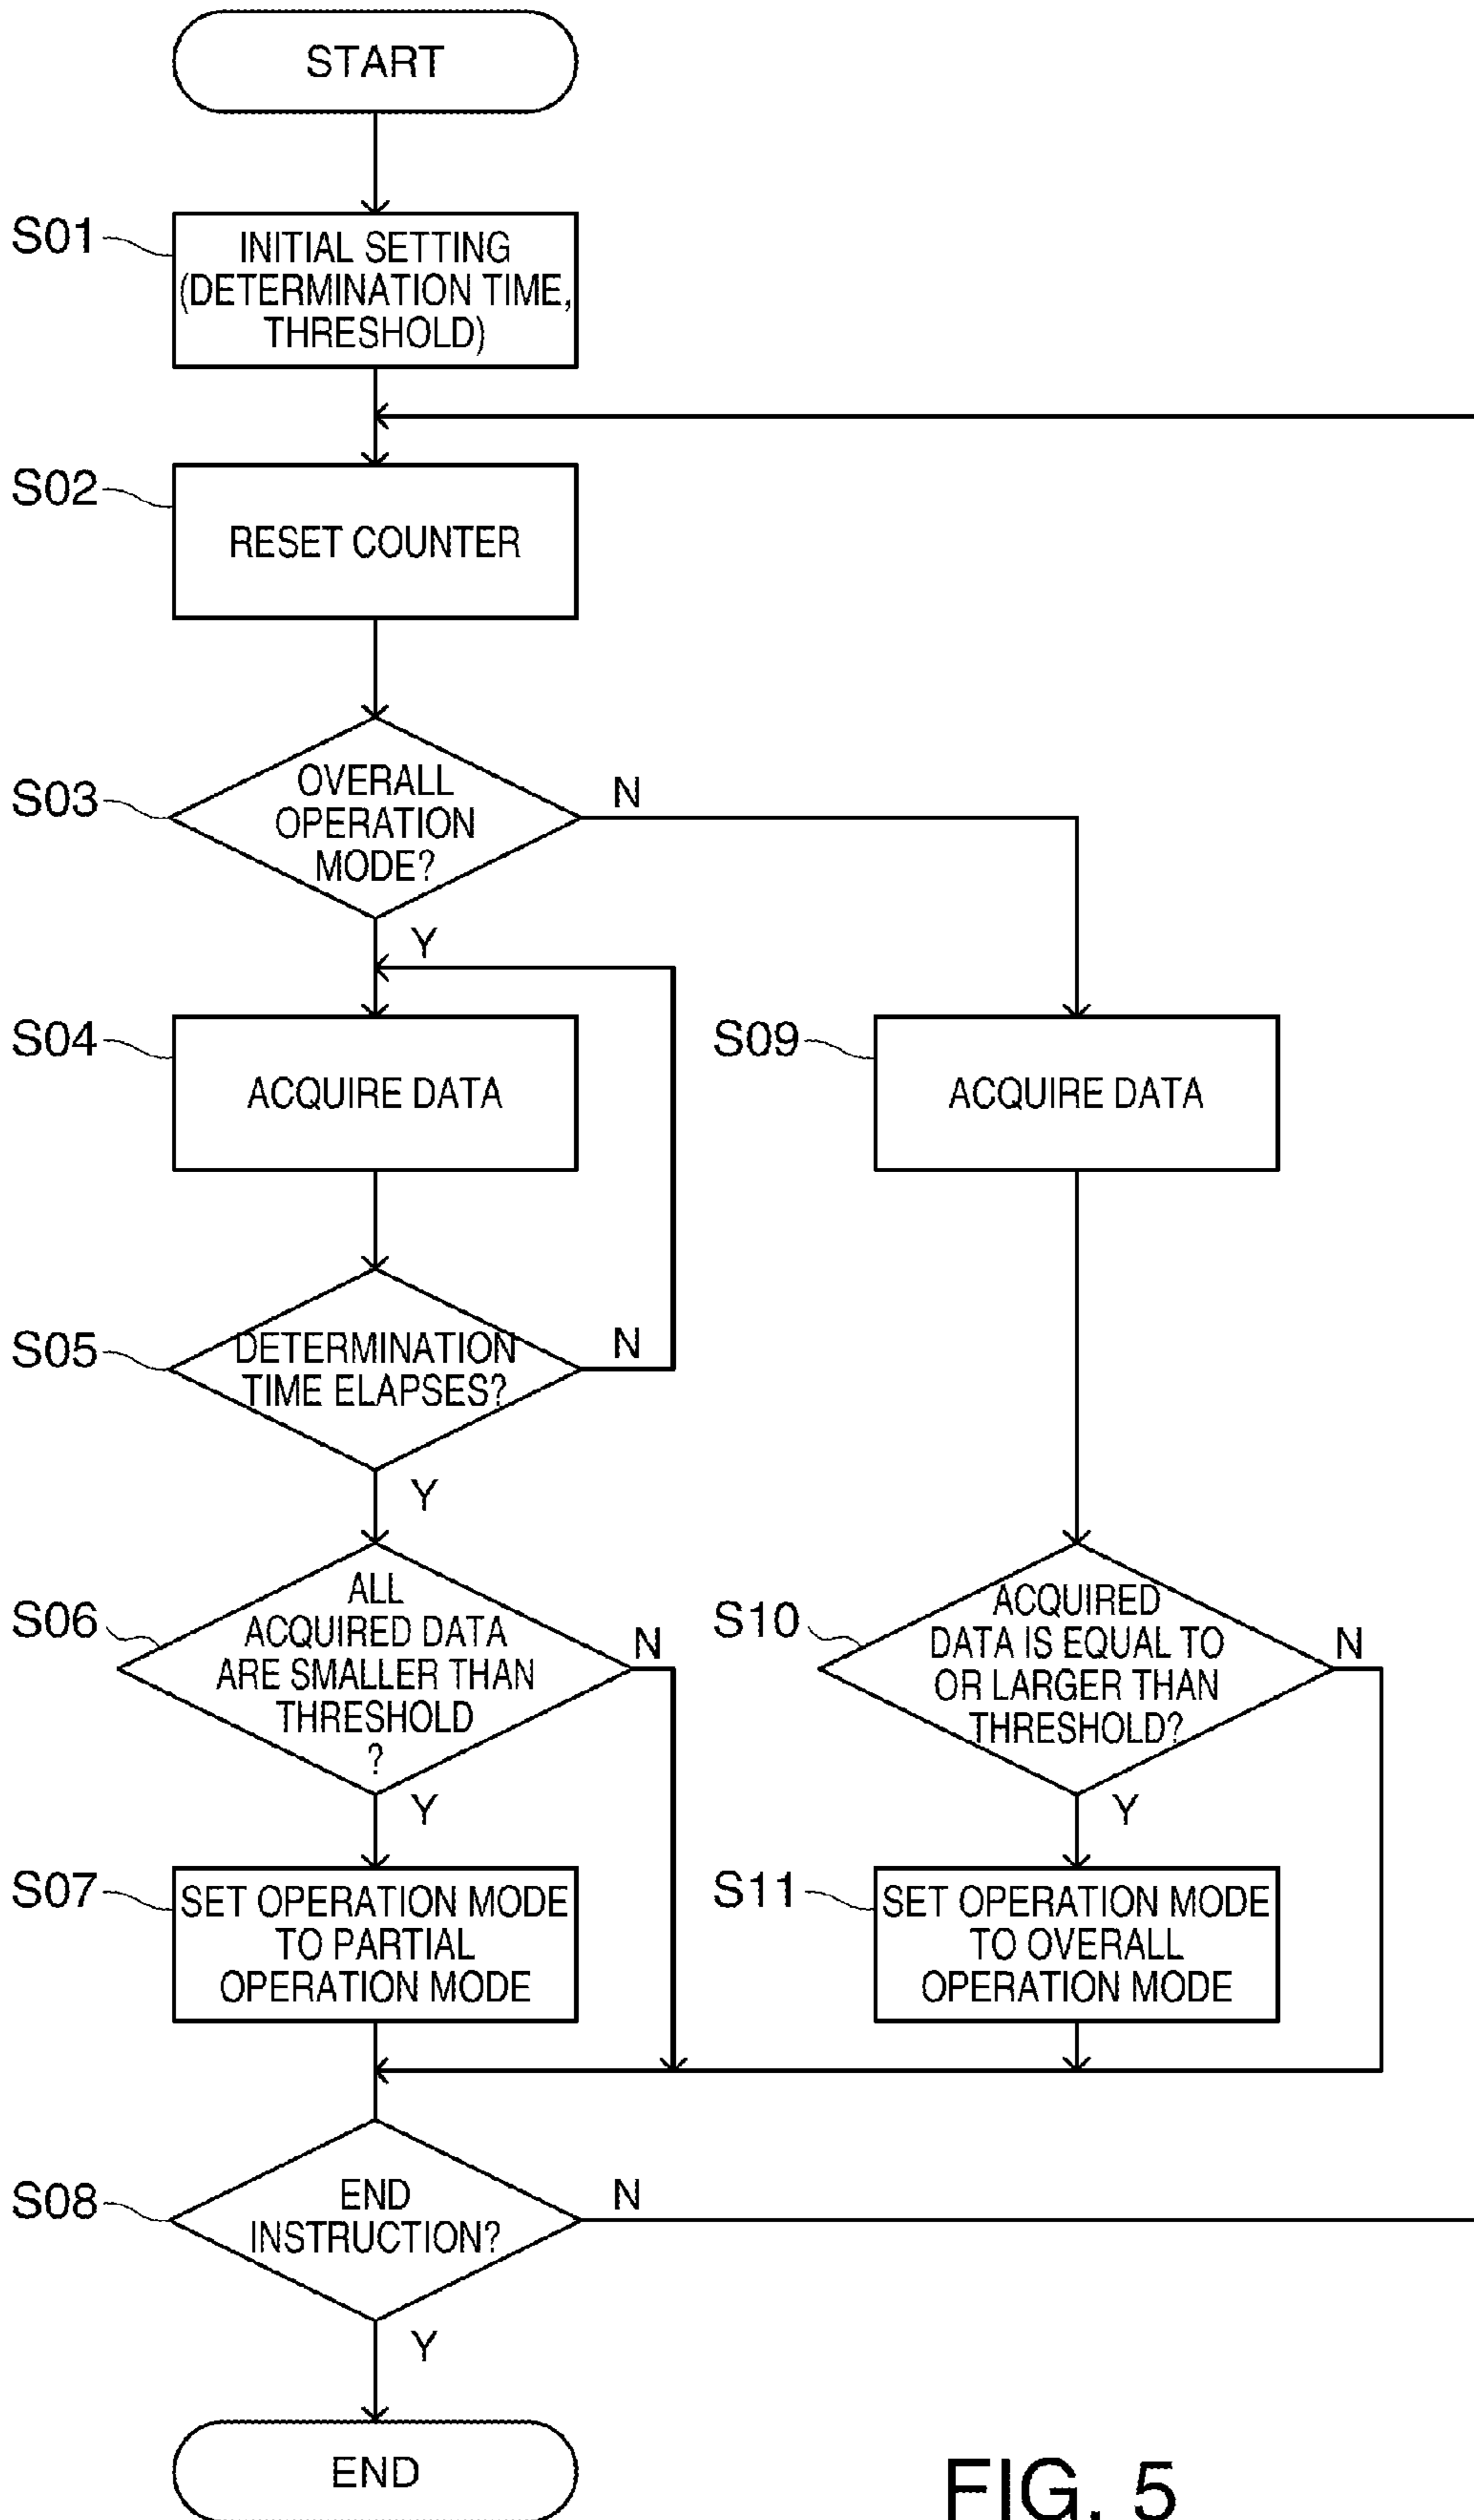 START
S01
INITIAL SETTING
(DETERMINATION TIME,
THRESHOLD)
S02
RESET COUNTER
S03
OVERALL
OPERATION
MODE?
N
Y
S04
ACQUIRE DATA
S09
ACQUIRE DATA
S05
DETERMINATION
TIME ELAPSES?
N
Y
S06
ALL
ACQUIRED DATA
ARE SMALLER THAN
THRESHOLD
?
N
Y
S10
ACQUIRED
DATA IS EQUAL TO
OR LARGER THAN
THRESHOLD?
N
Y
S07
SET OPERATION MODE
TO PARTIAL
OPERATION MODE
S11
SET OPERATION MODE
TO OVERALL
OPERATION MODE
S08
END
INSTRUCTION?
N
Y
END
FIG. 5